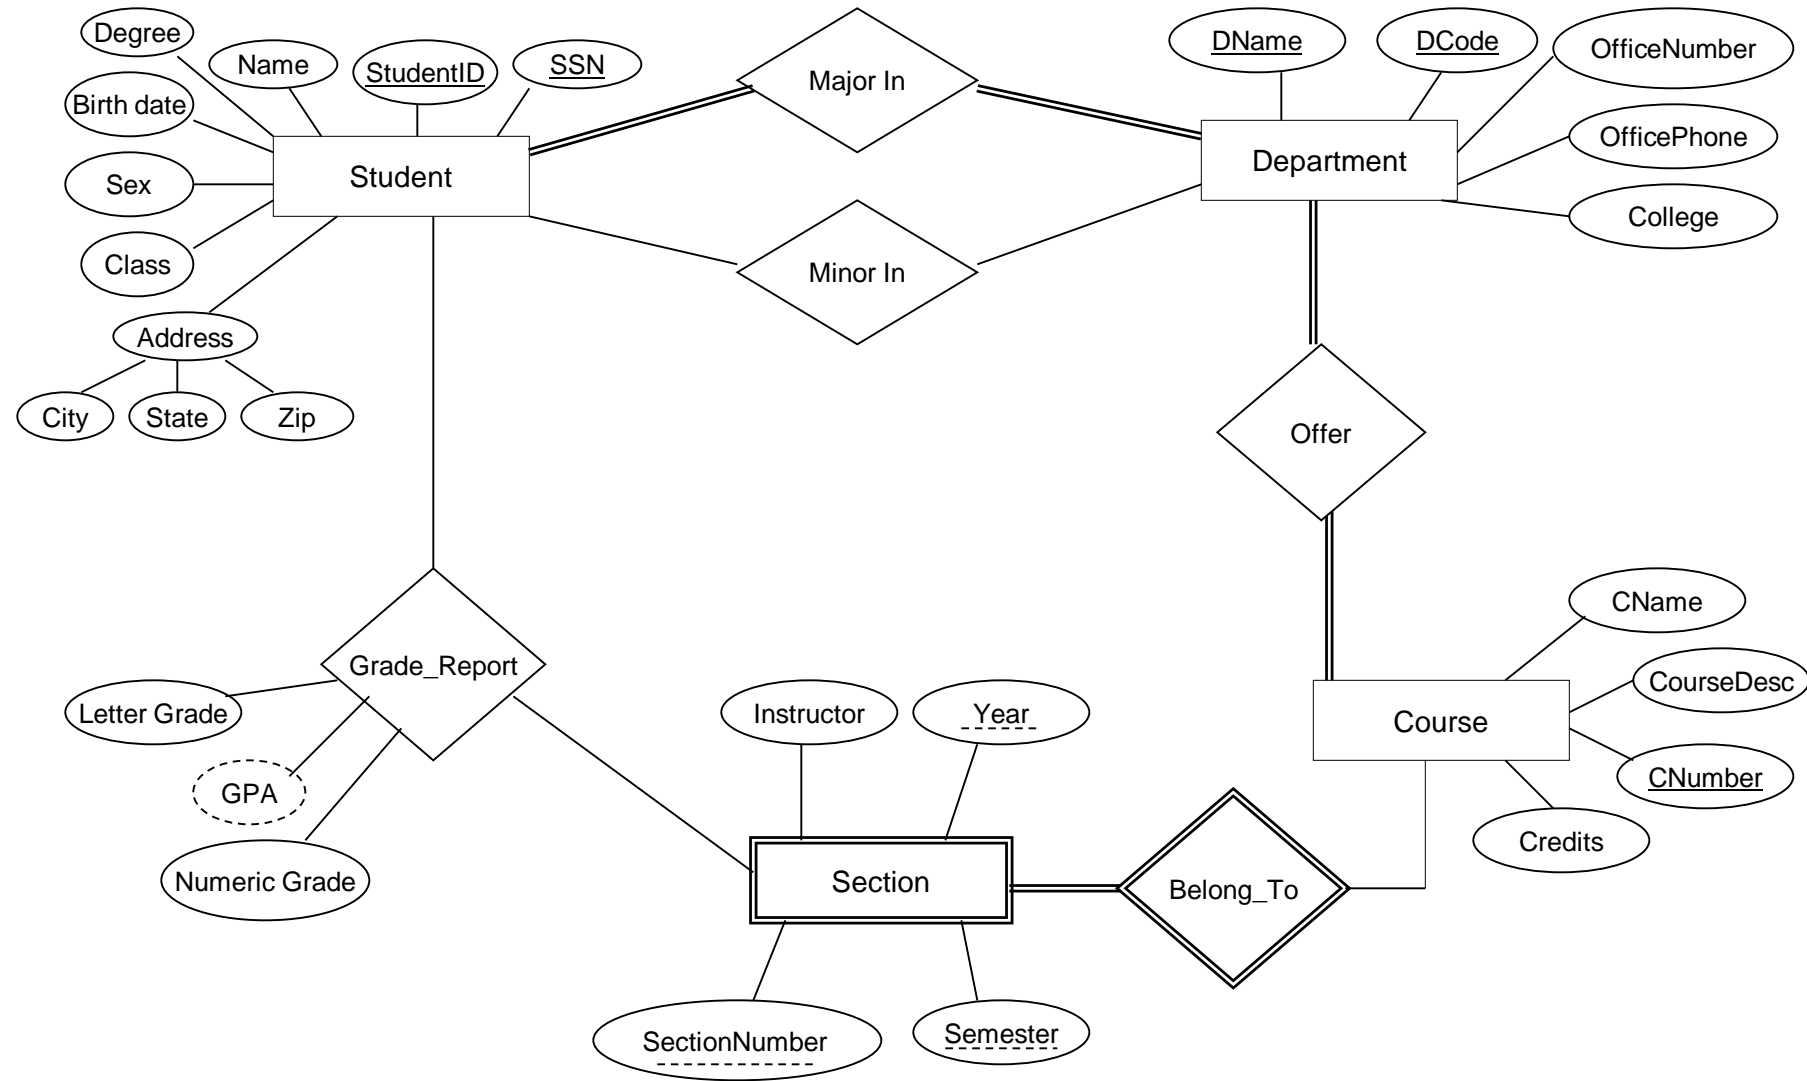 Degree
Name
StudentID
SSN
Major In
DName
DCode
OfficeNumber
Birth date
Student
Department
OfficePhone
Sex
Class
Minor In
College
Address
City
State
Zip
Offer
Grade_Report
Letter Grade
GPA
Numeric Grade
Instructor
Year
CName
CourseDesc
Course
CNumber
Credits
Section
Belong_To
SectionNumber
Semester